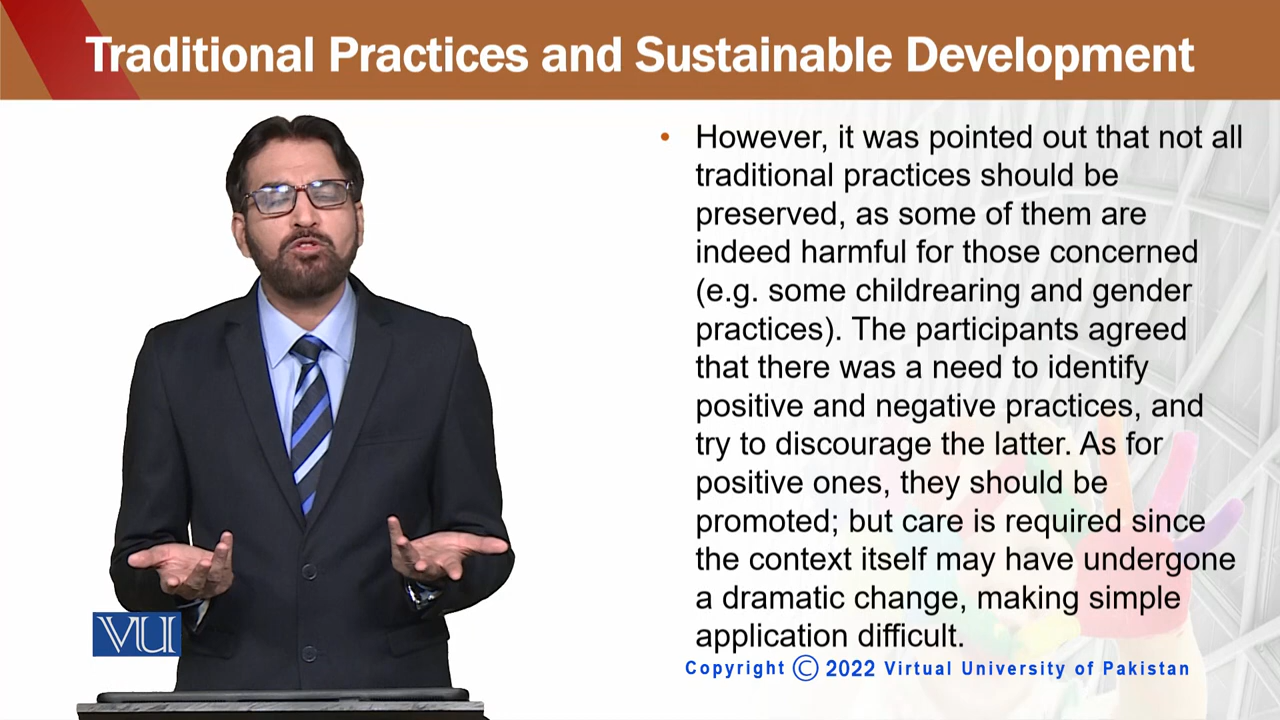 Traditional Practices and Sustainable Development
• However, it was pointed out that not all
traditional practices should be
preserved, as some of them are
indeed harmful for those concerned
(e.g. some childrearing and gender
practices). The participants agreed
that there was a need to identify
positive and negative practices, and
try to discourage the latter. As for
positive ones, they should be
promoted; but care is required since
the context itself may have undergone
a dramatic change, making simple
application difficult.
VU
Copyright © 2022 Virtual University of Pakistan